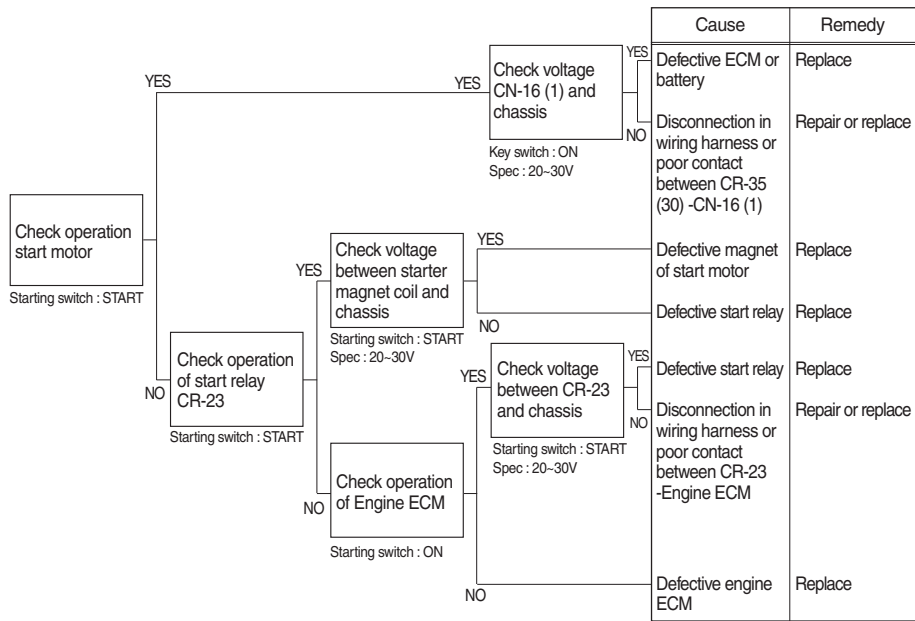 Cause Remedy
YES
YES
Check voltage
CN-16 (1) and
chassis
Key switch : ON
Spec : 20~30V
YES
Defective ECM or
battery
Replace
NO
Disconnection in
wiring harness or
poor contact
between CR-35
(30) -CN-16 (1)
Repair or replace
Check operation
start motor
Starting switch : START
YES
Check voltage
between starter
magnet coil and
chassis
Starting switch : START
Spec : 20~30V
YES
Defective magnet
of start motor
Replace
NO
Defective start relay
Replace
NO
Check operation
of start relay
CR-23
Starting switch : START
YES
Check voltage
between CR-23
and chassis
Starting switch : START
Spec : 20~30V
YES
Defective start relay
Replace
NO
Disconnection in
wiring harness or
poor contact
between CR-23
-Engine ECM
Repair or replace
NO
Check operation
of Engine ECM
Starting switch : ON
NO
Defective engine
ECM
Replace